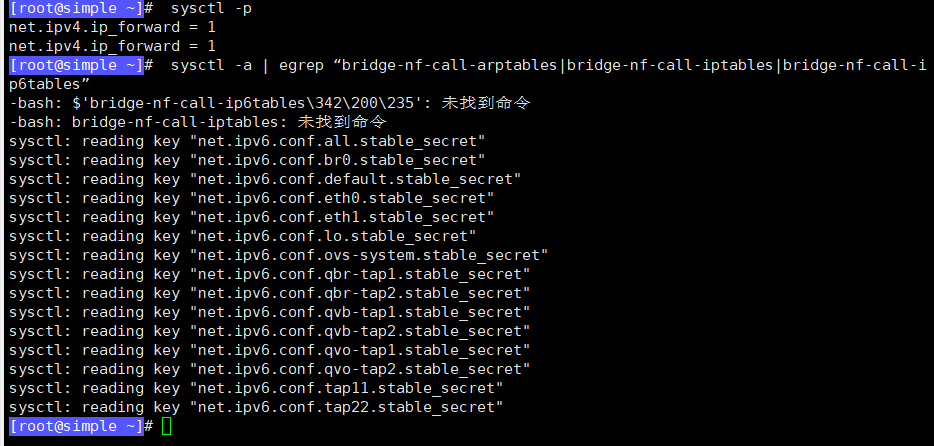 [root@simple ~]#  sysctl -p
net.ipv4.ip_forward = 1
net.ipv4.ip_forward = 1
[root@simple ~]#  sysctl -a | egrep “bridge-nf-call-arptables|bridge-nf-call-iptables|bridge-nf-call-i
p6tables”
-bash: $'bridge-nf-call-ip6tables\342\200\235': 未找到命令
-bash: bridge-nf-call-iptables: 未找到命令
sysctl: reading key "net.ipv6.conf.all.stable_secret"
sysctl: reading key "net.ipv6.conf.br0.stable_secret"
sysctl: reading key "net.ipv6.conf.default.stable_secret"
sysctl: reading key "net.ipv6.conf.eth0.stable_secret"
sysctl: reading key "net.ipv6.conf.eth1.stable_secret"
sysctl: reading key "net.ipv6.conf.lo.stable_secret"
sysctl: reading key "net.ipv6.conf.ovs-system.stable_secret"
sysctl: reading key "net.ipv6.conf.qbr-tap1.stable_secret"
sysctl: reading key "net.ipv6.conf.qbr-tap2.stable_secret"
sysctl: reading key "net.ipv6.conf.qvb-tap1.stable_secret"
sysctl: reading key "net.ipv6.conf.qvb-tap2.stable_secret"
sysctl: reading key "net.ipv6.conf.qvo-tap1.stable_secret"
sysctl: reading key "net.ipv6.conf.qvo-tap2.stable_secret"
sysctl: reading key "net.ipv6.conf.tap11.stable_secret"
sysctl: reading key "net.ipv6.conf.tap22.stable_secret"
[root@simple ~]#